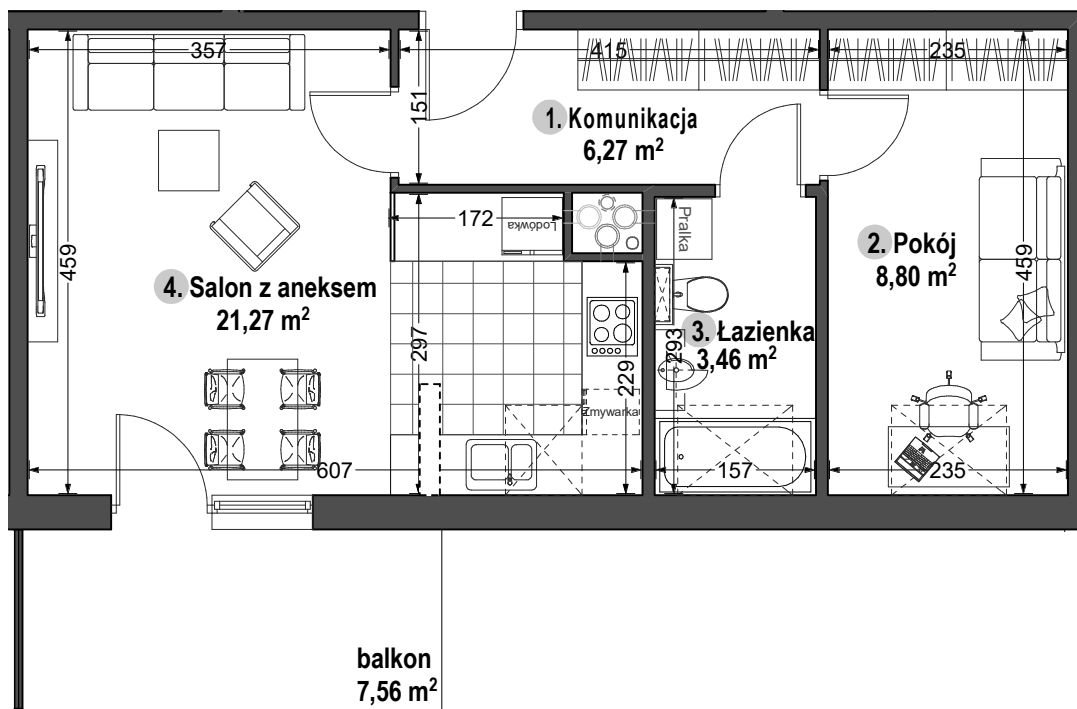 357
415
235
151
1. Komunikacja
6,27 m²
172
Lodówka
Pralka
459
2. Pokój
8,80 m²
459
4. Salon z aneksem
21,27 m²
297
229
293
3. Łazienka
3,46 m²
Zmywarka
607
157
235
balkon
7,56 m²